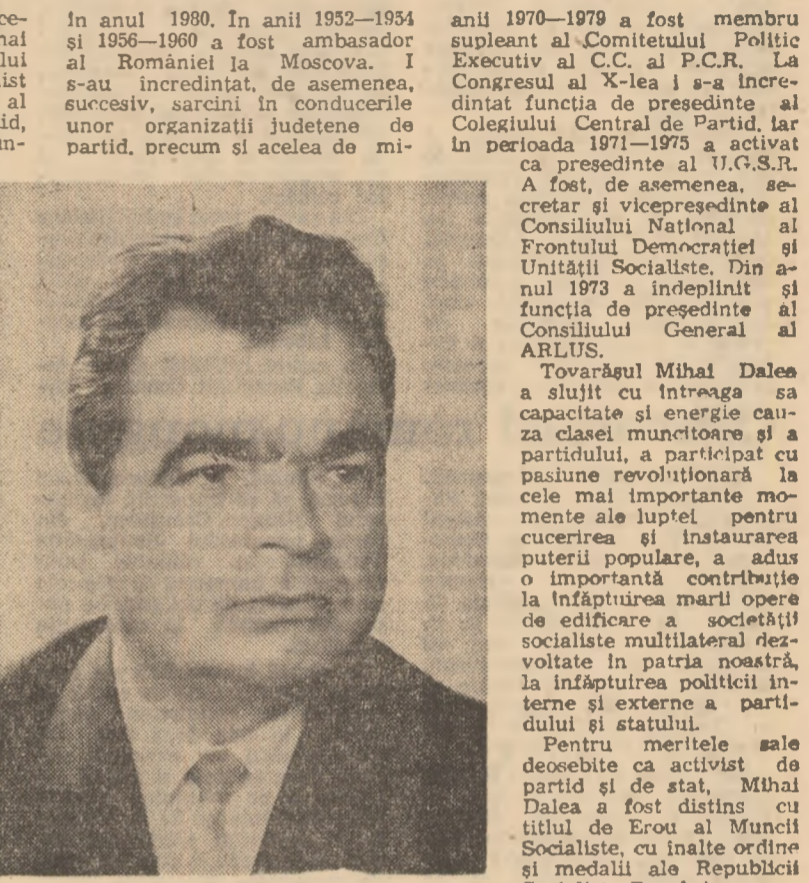 ce-
mai
lui
ist
al
id,
în anul 1980. În anii 1952—1954
și 1956—1960 a fost ambasador
al României la Moscova. I
s-au încredințat, de asemenea,
succesiv, sarcini în conducerile
unor organizații județene de
partid, precum și acelea de mi-
anii 1970—1979 a fost membru
supleant al Comitetului Politic
Executiv al C.C. al P.C.R. La
Congresul al X-lea i s-a încre-
dințat funcția de președinte al
Colegiului Central de Partid, iar
în perioada 1971—1975 a activat
ca președinte al U.G.S.R.
A fost, de asemenea, se-
cretar și vicepreședinte al
Consiliului Național al
Frontului Democrației și
Unității Socialiste. Din a-
nul 1973 a îndeplinit și
funcția de președinte al
Consiliului General al
ARLUS.
Tovarășul Mihai Dalea
a slujit cu întreaga sa
capacitate și energie cau-
za clasei muncitoare și a
partidului, a participat cu
pasiune revoluționară la
cele mai importante mo-
mente ale luptei pentru
cucerirea și instaurarea
puterii populare, a adus
o importantă contribuție
la înfăptuirea marii opere
de edificare a societății
socialiste multilateral dez-
voltate în patria noastră,
la înfăptuirea politicii in-
terne și externe a parti-
dului și statului.
Pentru meritele sale
deosebite ca activist de
partid și de stat, Mihai
Dalea a fost distins cu
titlul de Erou al Muncii
Socialiste, cu înalte ordine
și medalii ale Republicii